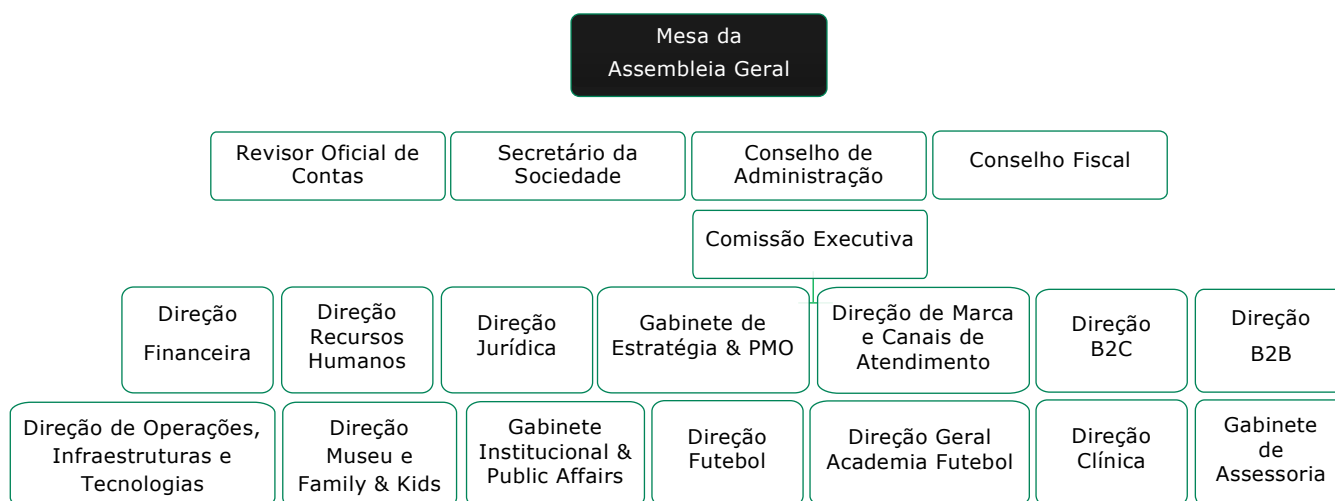 Mesa da
Assembleia Geral
Revisor Oficial de
Contas
Secretário da
Sociedade
Conselho de
Administração
Conselho Fiscal
Comissão Executiva
Direção
Financeira
Direção
Recursos
Humanos
Direção
Jurídica
Gabinete de
Estratégia & PMO
Direção de Marca
e Canais de
Atendimento
Direção
B2C
Direção
B2B
Direção de Operações,
Infraestruturas e
Tecnologias
Direção
Museu e
Family & Kids
Gabinete
Institucional &
Public Affairs
Direção
Futebol
Direção Geral
Academia Futebol
Direção
Clínica
Gabinete
de
Assessoria